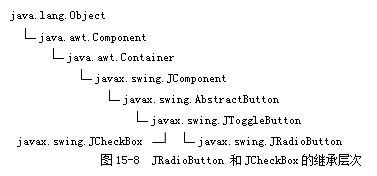 java.lang.Object
java.awt.Component
java.awt.Container
javax.swing.JComponent
javax.swing.AbstractButton
javax.swing.JToggleButton
javax.swing.JCheckBox javax.swing.JRadioButton
图 15-8 JRadioButton 和 JCheckBox 的继承层次